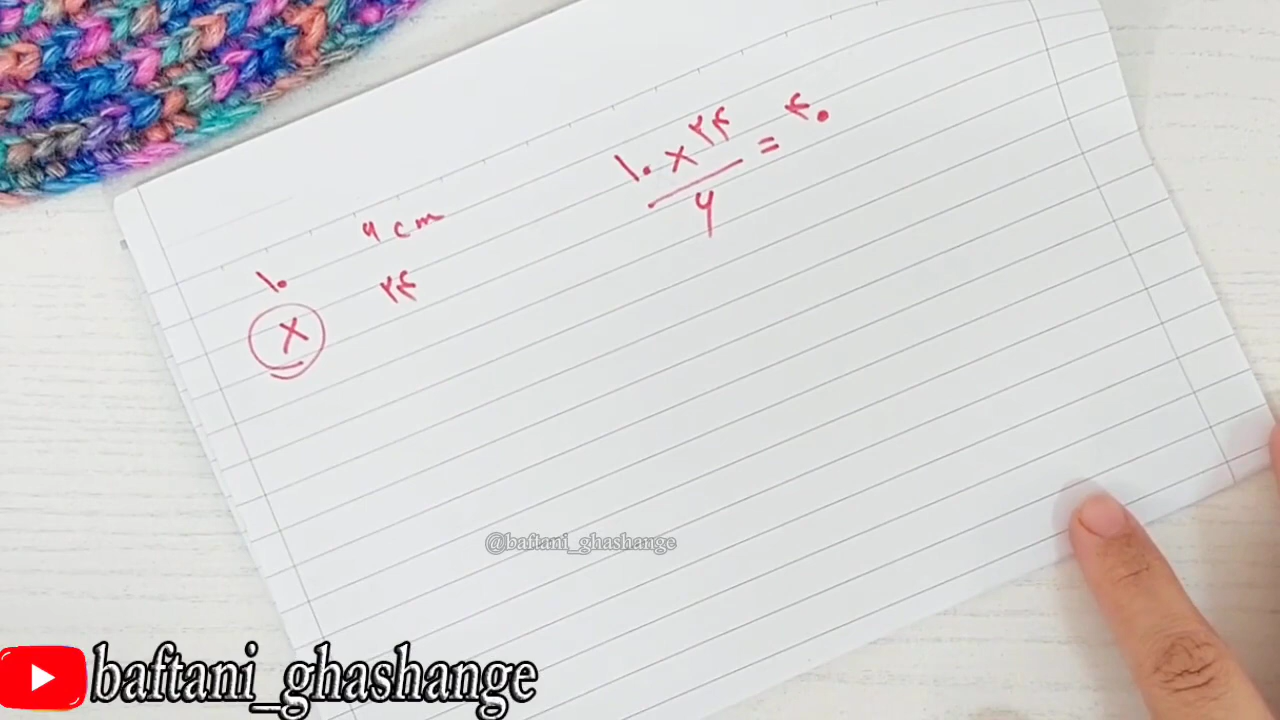 ۱۰ ۶ cm
x ۲۴
۱۰ × ۲۴ = ۴۰
۶
@baftani_ghashange
baftani_ghashange